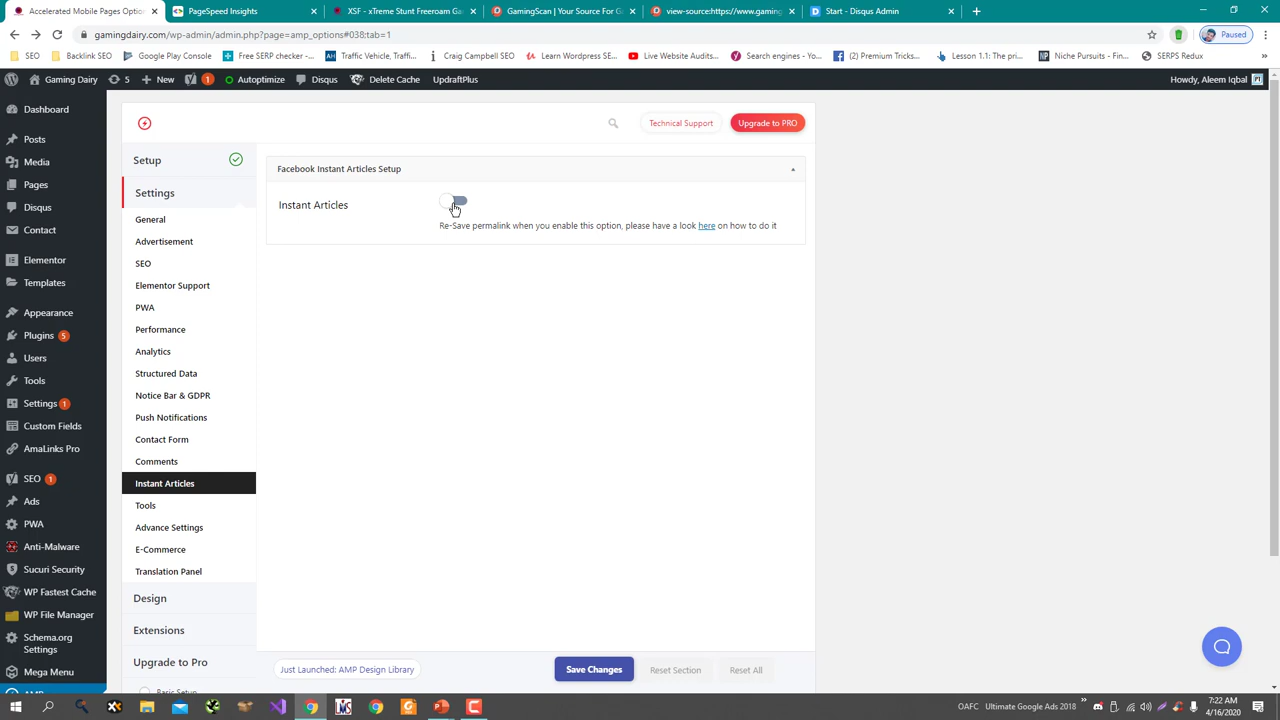 Accelerated Mobile Pages Optio
PageSpeed Insights
XSF - xTreme Stunt Freeroam Ga
GamingScan | Your Source For G
view-source:https://www.gaming
Start - Disqus Admin
gamingdairy.com/wp-admin/admin.php?page=amp_options#038;tab=1
Paused
SEO
Backlink SEO
Google Play Console
Free SERP checker -...
Traffic Vehicle, Traffi...
Craig Campbell SEO
Learn Wordpress SE...
Live Website Audits...
Search engines - Yo...
(2) Premium Tricks...
Lesson 1.1: The pri...
Niche Pursuits - Fin...
SERPS Redux
Gaming Dairy
5
New
1
Autoptimize
Disqus
Delete Cache
UpdraftPlus
Howdy, Aleem Iqbal
Dashboard
Posts
Media
Pages
Disqus
Contact
Elementor
Templates
Appearance
Plugins 5
Users
Tools
Settings 1
Custom Fields
AmaLinks Pro
SEO 1
Ads
PWA
Anti-Malware
Sucuri Security
WP Fastest Cache
WP File Manager
Schema.org
Settings
Mega Menu
AMP
Technical Support
Upgrade to PRO
Setup
Settings
General
Advertisement
SEO
Elementor Support
PWA
Performance
Analytics
Structured Data
Notice Bar & GDPR
Push Notifications
Contact Form
Comments
Instant Articles
Tools
Advance Settings
E-Commerce
Translation Panel
Design
Extensions
Upgrade to Pro
Basic Setup
Facebook Instant Articles Setup
Instant Articles
Re-Save permalink when you enable this option, please have a look here on how to do it
Just Launched: AMP Design Library
Save Changes
Reset Section
Reset All
OAFC
Ultimate Google Ads 2018
7:22 AM
4/16/2020